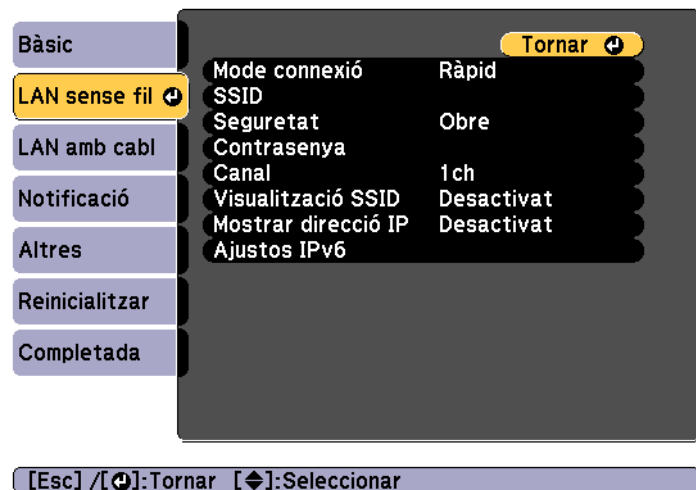 Bàsic
LAN sense fil
LAN amb cabl
Notificació
Altres
Reinicialitzar
Completada
Tornar
Mode connexió Ràpid
SSID
Seguretat Obre
Contrasenya
Canal 1ch
Visualització SSID Desactivat
Mostrar direcció IP Desactivat
Ajustos IPv6
[Esc] /[⏎]:Tornar [◆]:Seleccionar